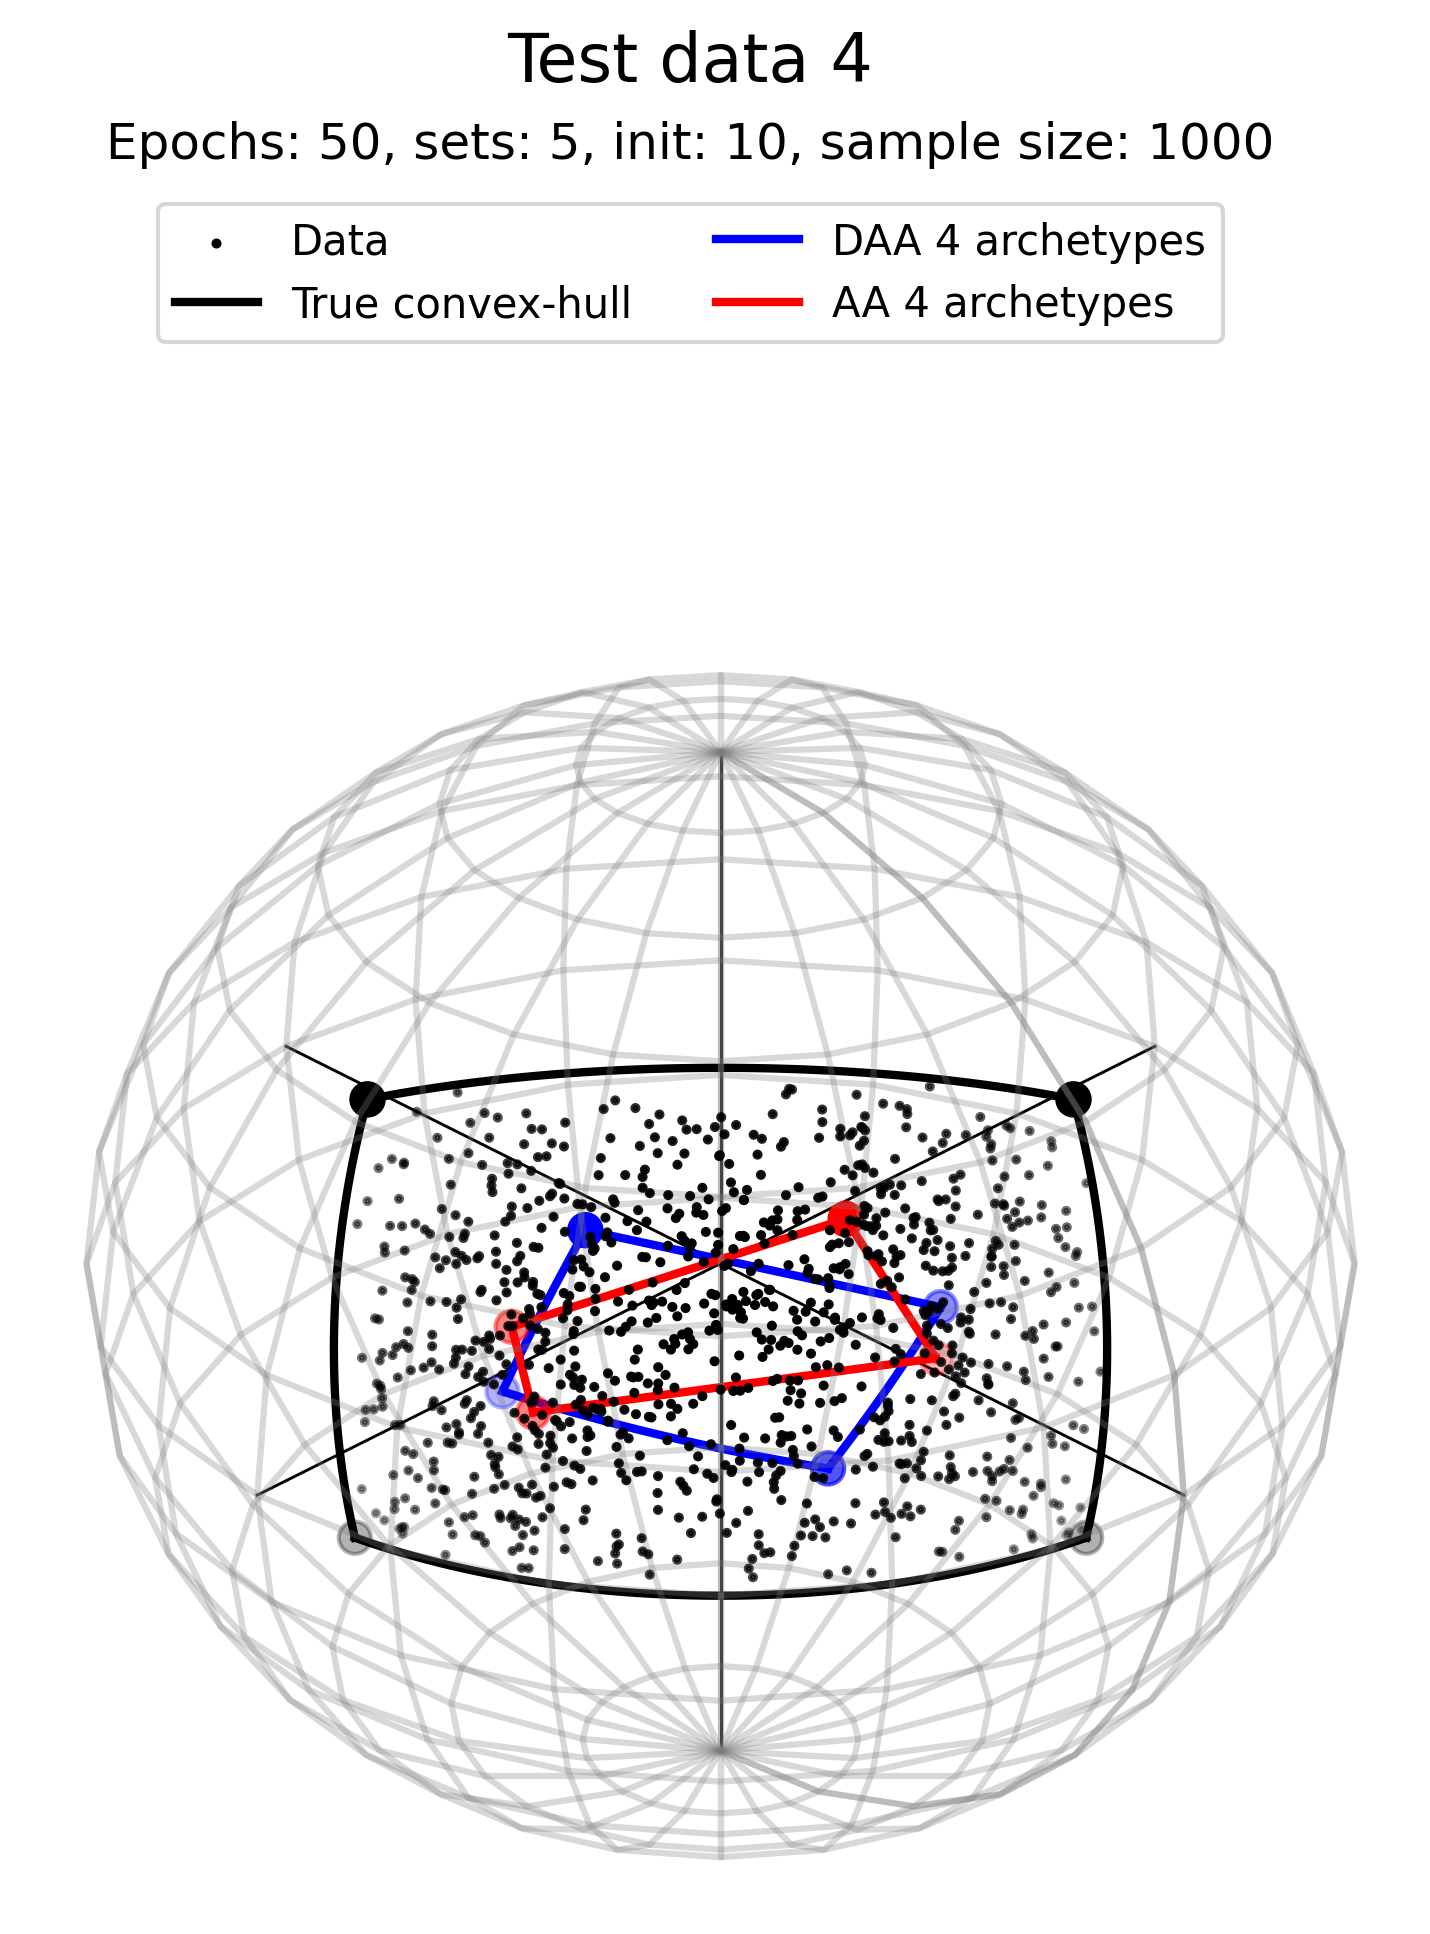 Test data 4
Epochs: 50, sets: 5, init: 10, sample size: 1000
Data
True convex-hull
DAA 4 archetypes
AA 4 archetypes